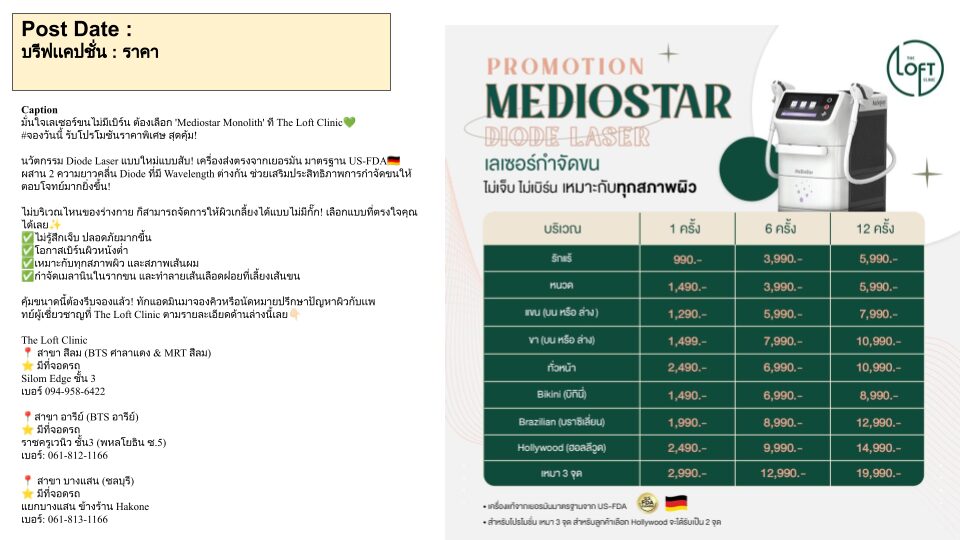 Post Date :
บรีฟแคปชั่น : ราคา
Caption
มั่นใจเลเซอร์ขนไม่มีเบิร์น ต้องเลือก 'Mediostar Monolith' ที่ The Loft Clinic💚
#จองวันนี้ รับโปรโมชันราคาพิเศษ สุดคุ้ม!
นวัตกรรม Diode Laser แบบใหม่แบบสับ! เครื่องส่งตรงจากเยอรมัน มาตรฐาน US-FDA🇩🇪
ผสาน 2 ความยาวคลื่น Diode ที่มี Wavelength ต่างกัน ช่วยเสริมประสิทธิภาพการกำจัดขนให้
ตอบโจทย์มากยิ่งขึ้น!
ไม่บริเวณไหนของร่างกาย ก็สามารถจัดการให้ผิวเกลี้ยงได้แบบไม่มีกั๊ก! เลือกแบบที่ตรงใจคุณ
ได้เลย✨
✅ไม่รู้สึกเจ็บ ปลอดภัยมากขึ้น
✅โอกาสเบิร์นผิวหนังต่ำ
✅เหมาะกับทุกสภาพผิว และสภาพเส้นผม
✅กำจัดเมลานินในรากขน และทำลายเส้นเลือดฝอยที่เลี้ยงเส้นขน
คุ้มขนาดนี้ต้องรีบจองแล้ว! ทักแอดมินมาจองคิวหรือนัดหมายปรึกษาปัญหาผิวกับแพ
ทย์ผู้เชี่ยวชาญที่ The Loft Clinic ตามรายละเอียดด้านล่างนี้เลย👇🏻
The Loft Clinic
📍 สาขา สีลม (BTS ศาลาแดง & MRT สีลม)
⭐ มีที่จอดรถ
Silom Edge ชั้น 3
เบอร์ 094-958-6422
📍สาขา อารีย์ (BTS อารีย์)
⭐ มีที่จอดรถ
ราชครูเวนิว ชั้น3 (พหลโยธิน ซ.5)
เบอร์: 061-812-1166
📍 สาขา บางแสน (ชลบุรี)
⭐ มีที่จอดรถ
แยกบางแสน ข้างร้าน Hakone
เบอร์: 061-813-1166
THE LOFT CLINIC
PROMOTION
MEDIOSTAR
DIODE LASER
เลเซอร์กำจัดขน
ไม่เจ็บ ไม่เบิร์น เหมาะกับทุกสภาพผิว
บริเวณ 1 ครั้ง 6 ครั้ง 12 ครั้ง
รักแร้ 990.- 3,990.- 5,990.-
หนวด 1,490.- 3,990.- 5,990.-
แขน (บน หรือ ล่าง ) 1,290.- 5,990.- 7,990.-
ขา (บน หรือ ล่าง) 1,499.- 7,990.- 10,990.-
ทั่วหน้า 2,490.- 6,990.- 10,990.-
Bikini (บิกินี่) 1,490.- 6,990.- 8,990.-
Brazilian (บราซิเลี่ยน) 1,990.- 8,990.- 12,990.-
Hollywood (ฮอลลีวูด) 2,490.- 9,990.- 14,990.-
เหมา 3 จุด 2,990.- 12,990.- 19,990.-
• เครื่องแท้จากเยอรมันมาตรฐานจาก US-FDA
• สำหรับโปรโมชั่น เหมา 3 จุด สำหรับลูกค้าเลือก Hollywood จะได้รับเป็น 2 จุด